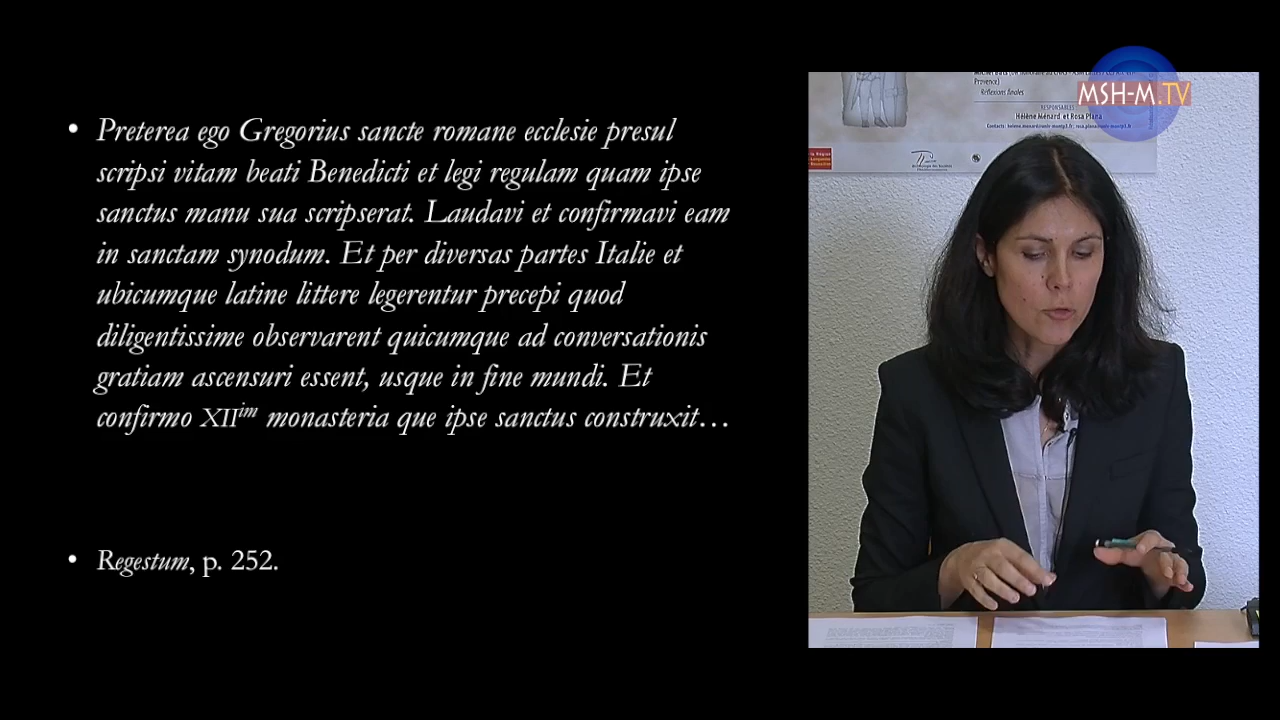 • Preterea ego Gregorius sancte romane ecclesie presul
scripsi vitam beati Benedicti et legi regulam quam ipse
sanctus manu sua scripserat. Laudavi et confirmavi eam
in sanctam synodum. Et per diversas partes Italie et
ubicumque latine littere legerentur precepi quod
diligentissime observarent quicumque ad conversationis
gratiam ascensuri essent, usque in fine mundi. Et
confirmo XIIim monasteria que ipse sanctus construxit…
• Regestum, p. 252.
MSH-M.TV
Provence)
Réflexions finales
RESPONSABLES
Hélène Ménard et Rosa Plana